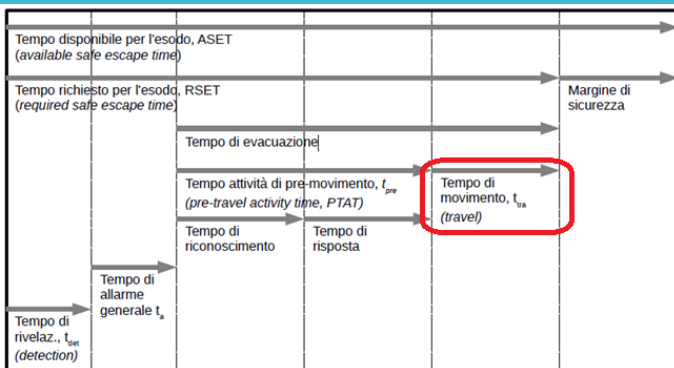 Tempo disponibile per l'esodo, ASET
(available safe escape time)
Tempo richiesto per l'esodo, RSET
(required safe escape time)
Margine di
sicurezza
Tempo di evacuazione
Tempo attività di pre-movimento, tpre
(pre-travel activity time, PTAT)
Tempo di
movimento, ttra
(travel)
Tempo di
riconoscimento
Tempo di
risposta
Tempo di
allarme
generale ta
Tempo di
rivelaz., tdet
(detection)